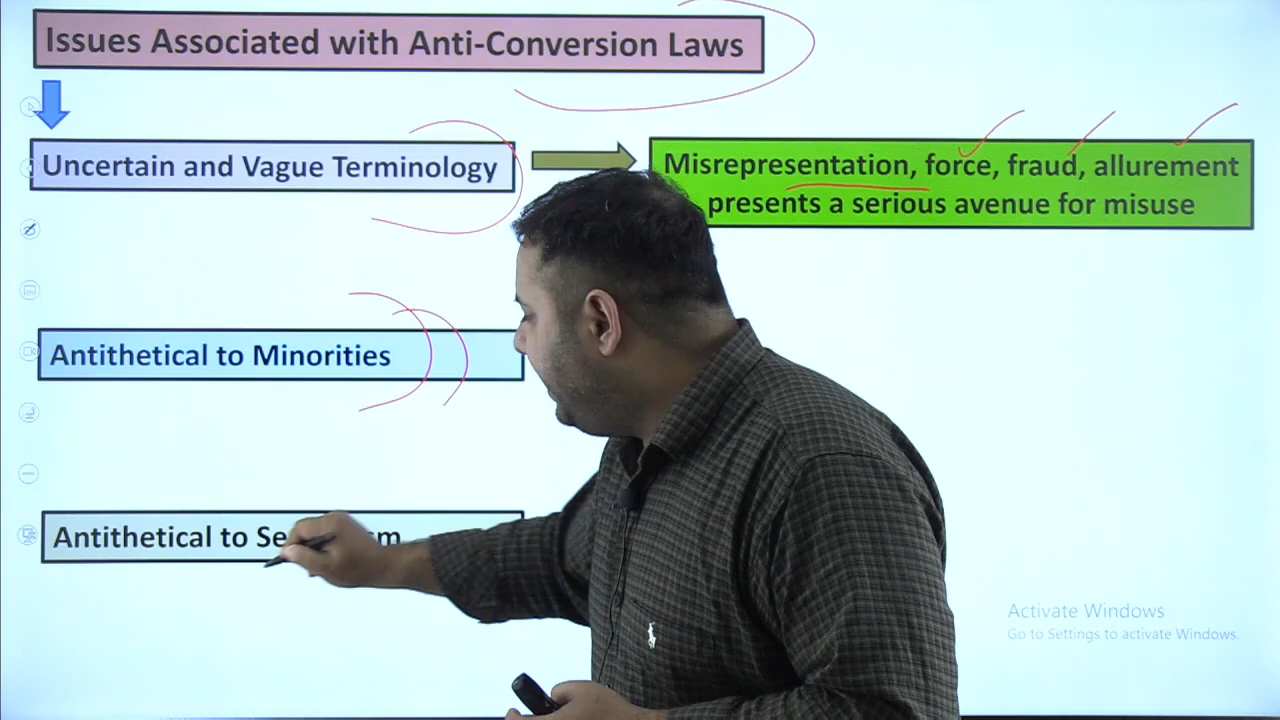 Issues Associated with Anti-Conversion Laws
Uncertain and Vague Terminology
Misrepresentation, force, fraud, allurement
presents a serious avenue for misuse
Antithetical to Minorities
Antithetical to
Activate Windows
Go to Settings to activate Windows.